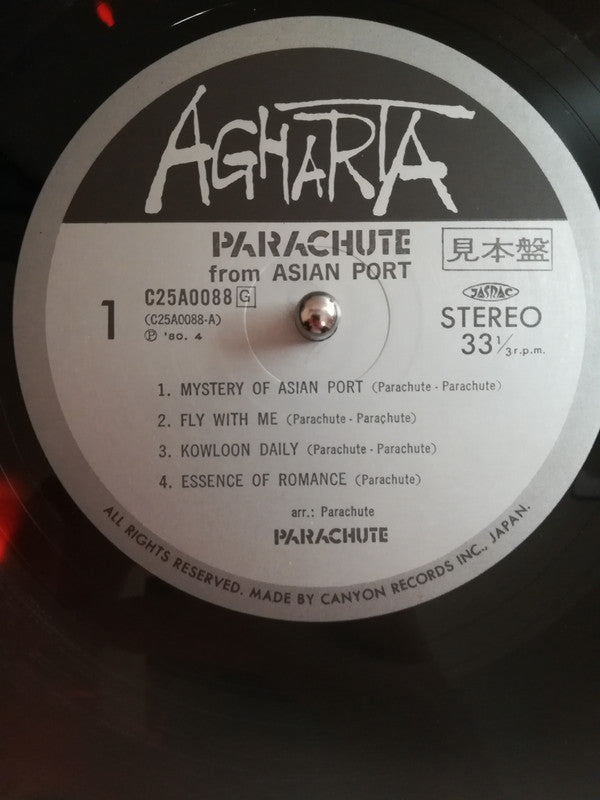 AGHARTA
PARACHUTE
見本盤
from ASIAN PORT
1
C25A0088 G
(C25A0088-A)
Ⓟ '80. 4
JASRAC
STEREO
33 1/3 r.p.m.
1. MYSTERY OF ASIAN PORT (Parachute - Parachute)
2. FLY WITH ME (Parachute - Parachute)
3. KOWLOON DAILY (Parachute - Parachute)
4. ESSENCE OF ROMANCE (Parachute)
arr.: Parachute
PARACHUTE
ALL RIGHTS RESERVED. MADE BY CANYON RECORDS INC., JAPAN.